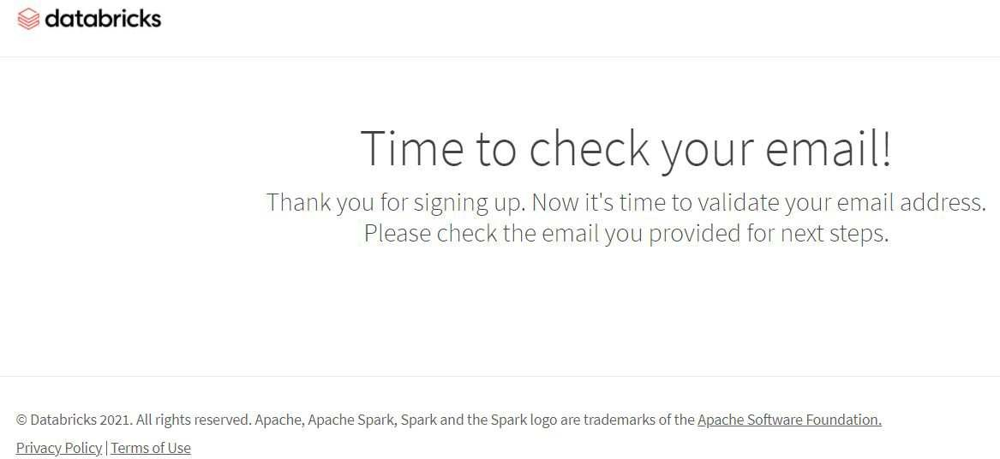 databricks
Time to check your email!
Thank you for signing up. Now it's time to validate your email address.
Please check the email you provided for next steps.
© Databricks 2021. All rights reserved. Apache, Apache Spark, Spark and the Spark logo are trademarks of the Apache Software Foundation.
Privacy Policy | Terms of Use